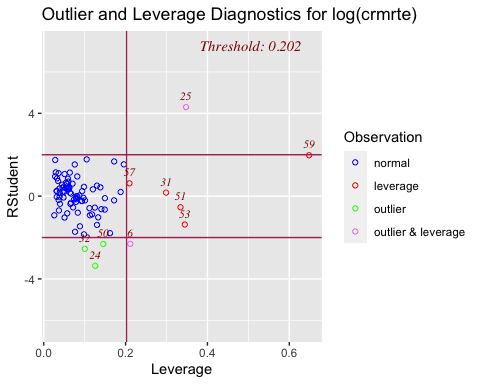 Outlier and Leverage Diagnostics for log(crmrte)
Threshold: 0.202
25
59
57
31
51
53
32
50
6
24
4
0
-4
0.0
0.2
0.4
0.6
RStudent
Leverage
Observation
normal
leverage
outlier
outlier & leverage